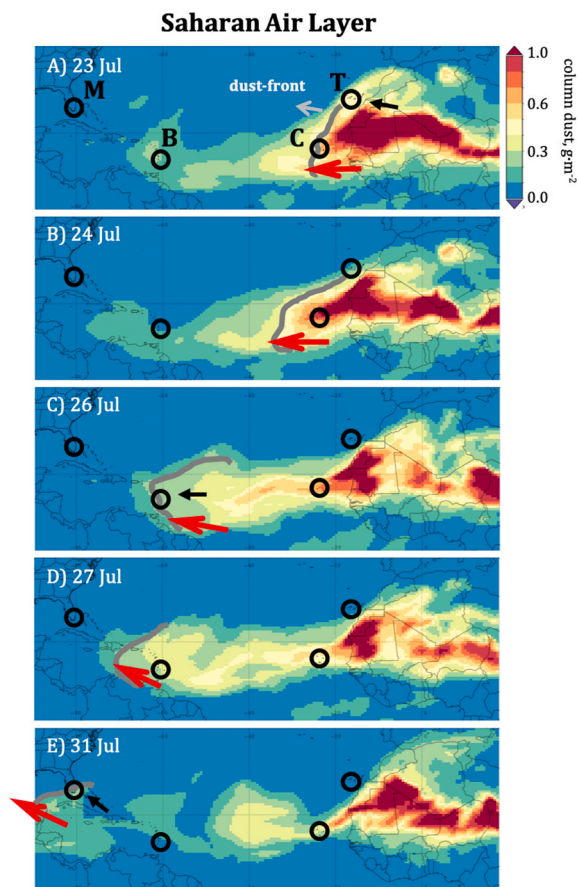 Saharan Air Layer
A) 23 Jul
M
B
C
T
dust-front
1.0
0.6
0.3
0.0
column dust, g·m⁻²
B) 24 Jul
C) 26 Jul
D) 27 Jul
E) 31 Jul